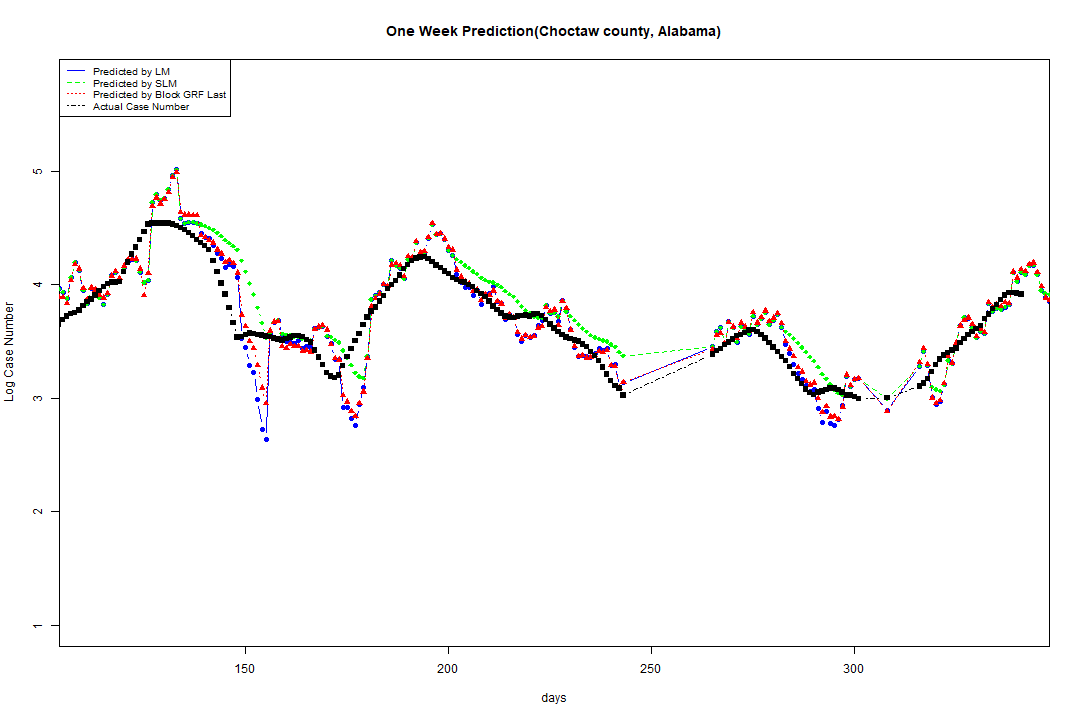 One Week Prediction(Choctaw county, Alabama)
Predicted by LM
Predicted by SLM
Predicted by Block GRF Last
Actual Case Number
5
4
3
2
1
Log Case Number
150 200 250 300
days